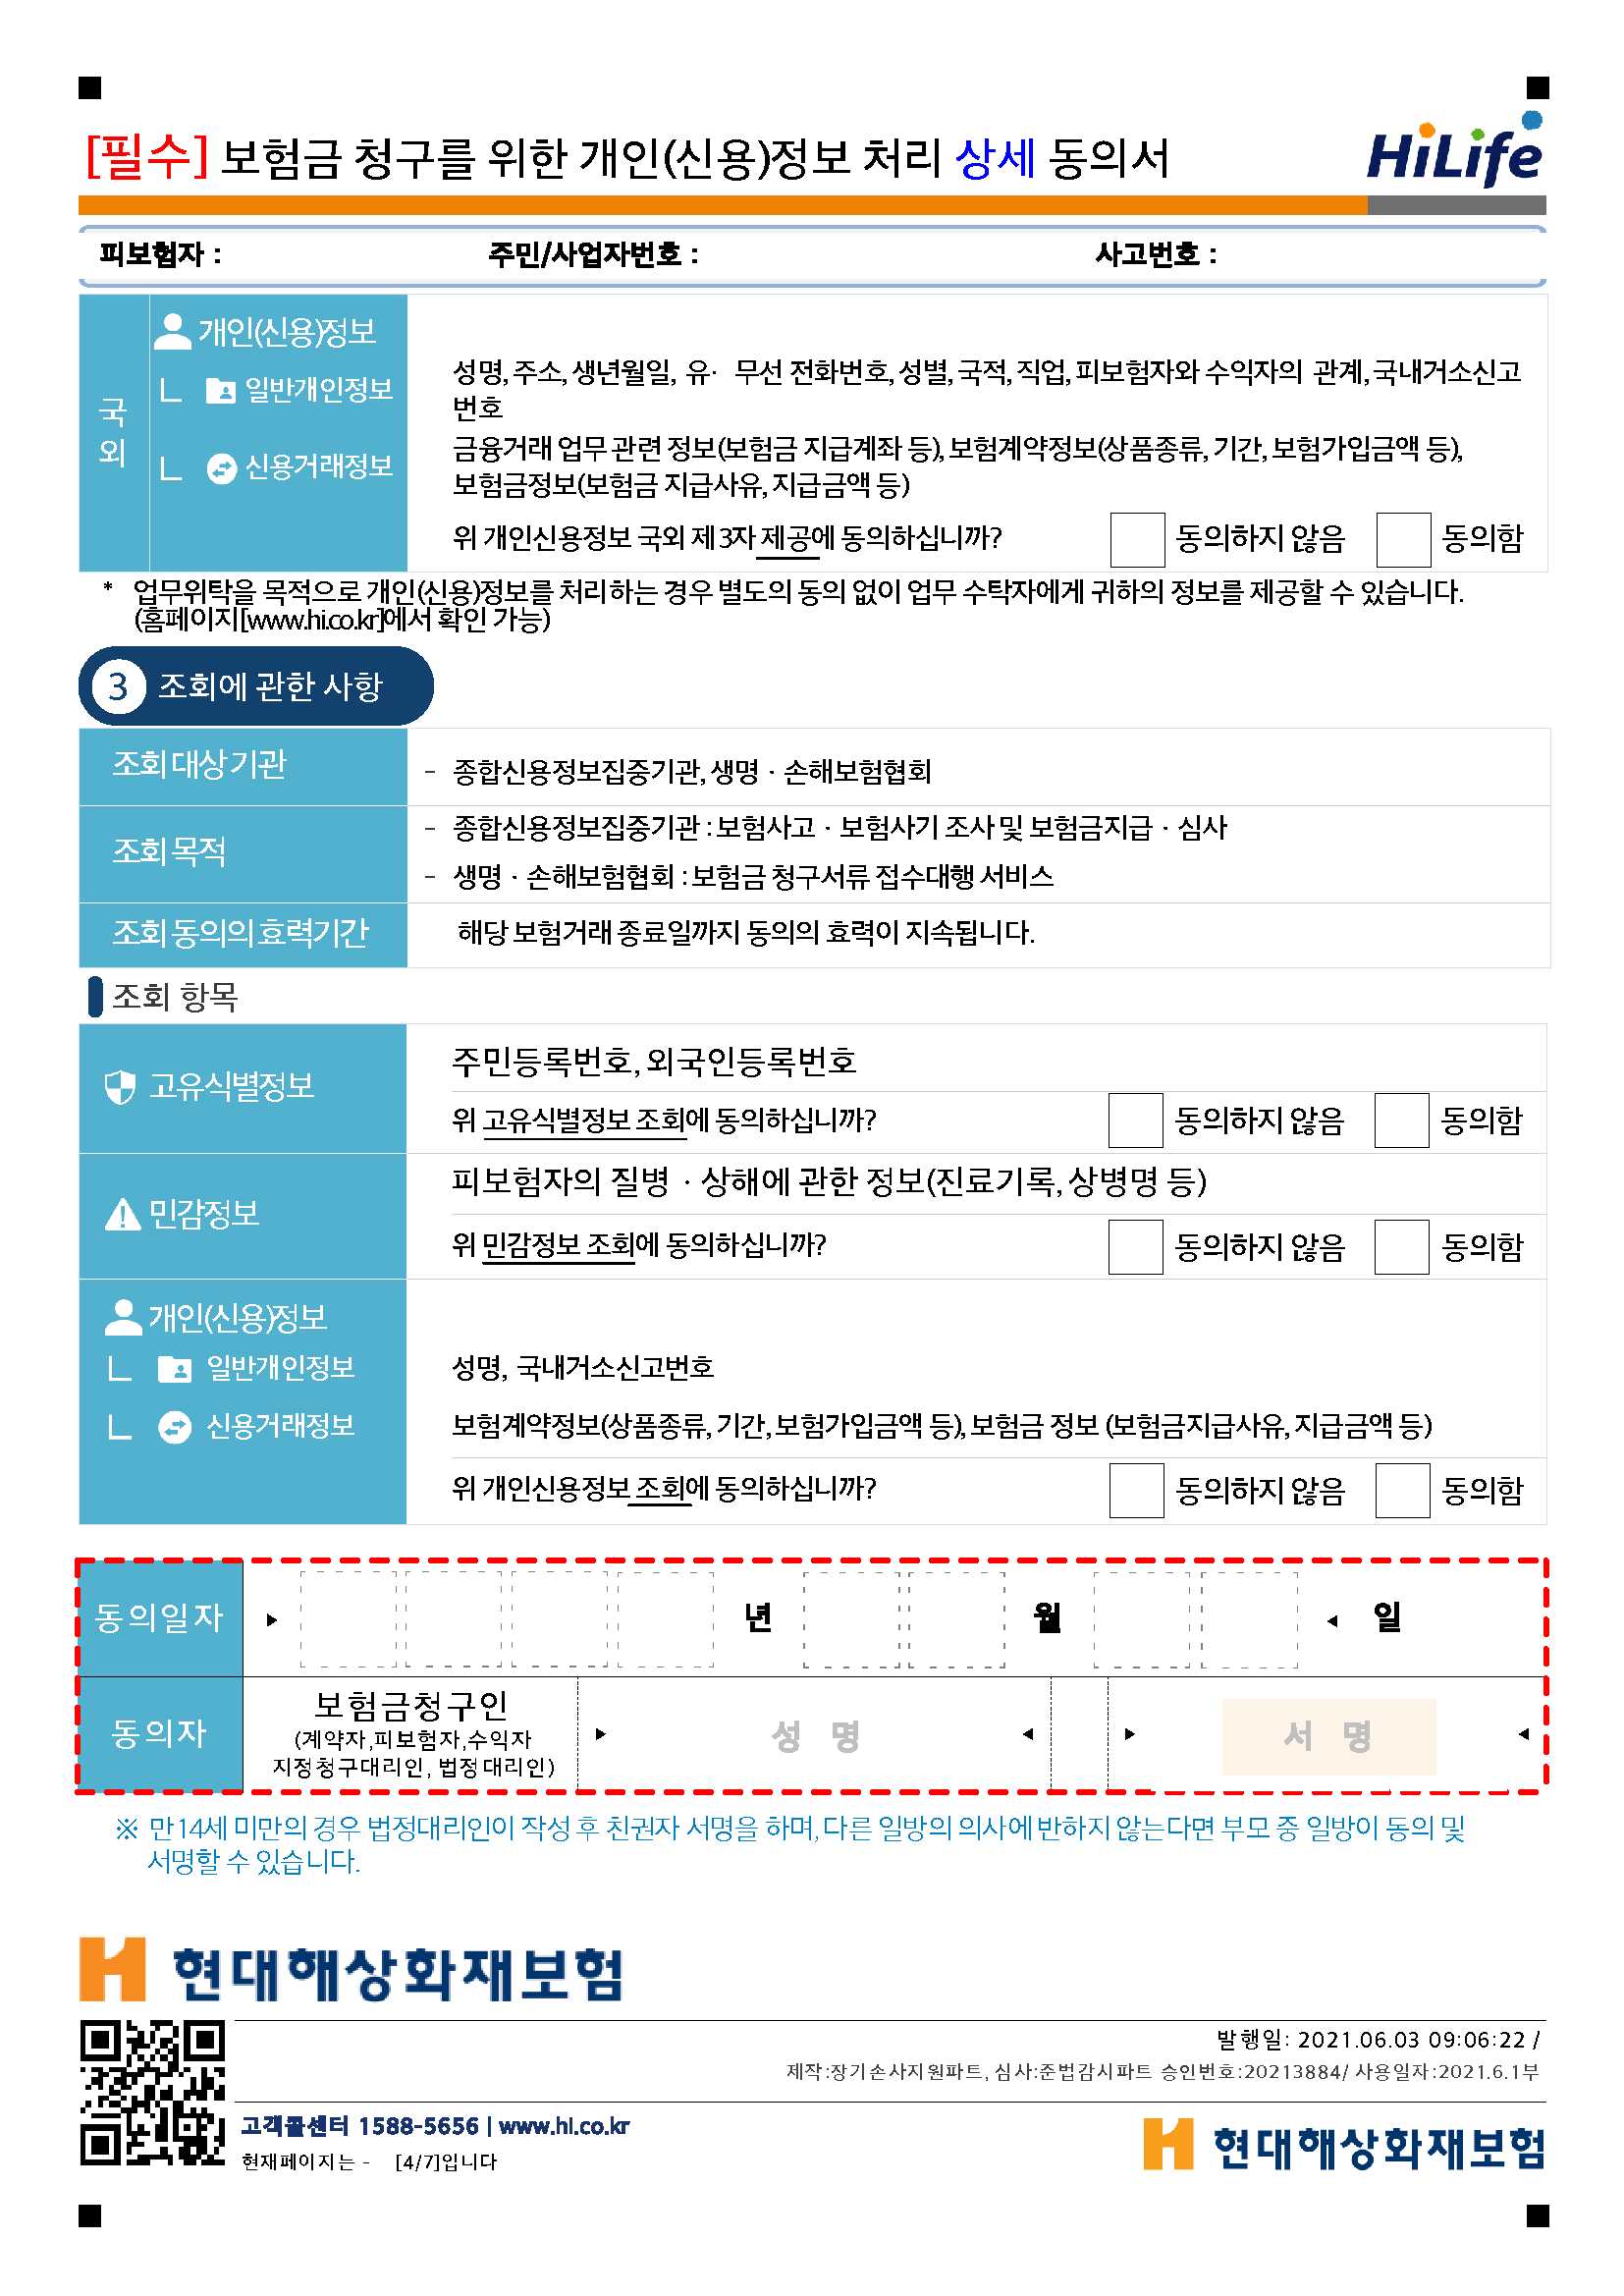 [필수] 보험금 청구를 위한 개인(신용)정보 처리 상세 동의서
HiLife
피보험자 : 주민/사업자번호 : 사고번호 :
국외
개인(신용)정보
일반개인정보
성명, 주소, 생년월일, 유· 무선 전화번호, 성별, 국적, 직업, 피보험자와 수익자의 관계, 국내거소신고
번호
신용거래정보
금융거래 업무 관련 정보(보험금 지급계좌 등), 보험계약정보(상품종류, 기간, 보험가입금액 등),
보험금정보(보험금 지급사유, 지급금액 등)
위 개인신용정보 국외 제3자 제공에 동의하십니까? 동의하지 않음 동의함
* 업무위탁을 목적으로 개인(신용)정보를 처리하는 경우 별도의 동의 없이 업무 수탁자에게 귀하의 정보를 제공할 수 있습니다.
(홈페이지[www.hi.co.kr]에서 확인 가능)
3 조회에 관한 사항
조회 대상 기관
- 종합신용정보집중기관, 생명 · 손해보험협회
조회 목적
- 종합신용정보집중기관 : 보험사고 · 보험사기 조사 및 보험금지급 · 심사
- 생명 · 손해보험협회 : 보험금 청구서류 접수대행 서비스
조회 동의의 효력기간
해당 보험거래 종료일까지 동의의 효력이 지속됩니다.
조회 항목
고유식별정보
주민등록번호, 외국인등록번호
위 고유식별정보 조회에 동의하십니까? 동의하지 않음 동의함
민감정보
피보험자의 질병 · 상해에 관한 정보(진료기록, 상병명 등)
위 민감정보 조회에 동의하십니까? 동의하지 않음 동의함
개인(신용)정보
일반개인정보
성명, 국내거소신고번호
신용거래정보
보험계약정보(상품종류, 기간, 보험가입금액 등), 보험금 정보 (보험금지급사유, 지급금액 등)
위 개인신용정보 조회에 동의하십니까? 동의하지 않음 동의함
동의일자 ▶ 년 월 ◀ 일
동의자
보험금청구인
(계약자,피보험자,수익자
지정청구대리인, 법정대리인)
▶ 성 명 ◀ ▶ 서 명 ◀
※ 만14세 미만의 경우 법정대리인이 작성 후 친권자 서명을 하며, 다른 일방의 의사에 반하지 않는다면 부모 중 일방이 동의 및
서명할 수 있습니다.
현대해상화재보험
발행일: 2021.06.03 09:06:22 /
제작:장기손사지원파트, 심사:준법감시파트 승인번호:20213884/ 사용일자:2021.6.1부
고객콜센터 1588-5656 | www.hi.co.kr
현재페이지는 - [4/7]입니다
현대해상화재보험